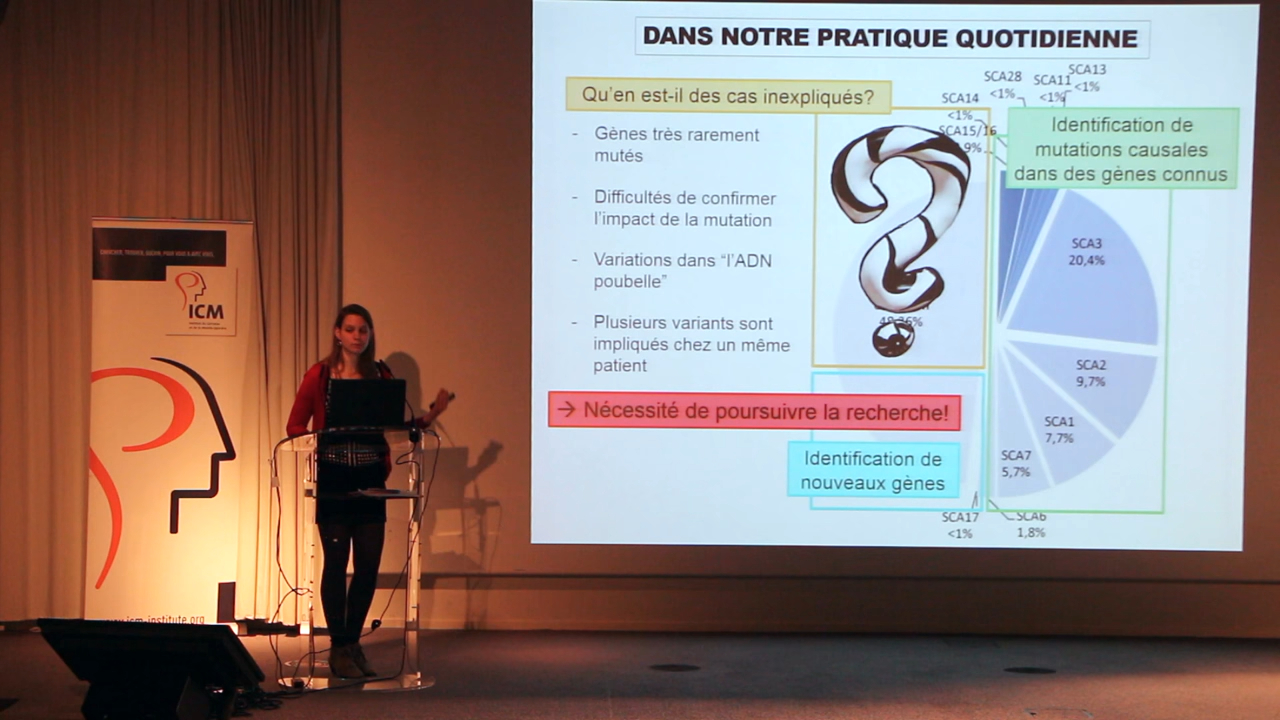 DANS NOTRE PRATIQUE QUOTIDIENNE
Qu'en est-il des cas inexpliqués?
- Gènes très rarement
mutés
- Difficultés de confirmer
l'impact de la mutation
- Variations dans "l'ADN
poubelle"
- Plusieurs variants sont
impliqués chez un même
patient
→ Nécessité de poursuivre la recherche!
Identification de
nouveaux gènes
Identification de
mutations causales
dans des gènes connus
SCA28
<1%
SCA11
<1%
SCA13
<1%
SCA14
<1%
SCA15/16
SCA3
20,4%
SCA2
9,7%
SCA1
7,7%
SCA7
5,7%
SCA6
1,8%
SCA17
<1%
ICM
icm-institute.org